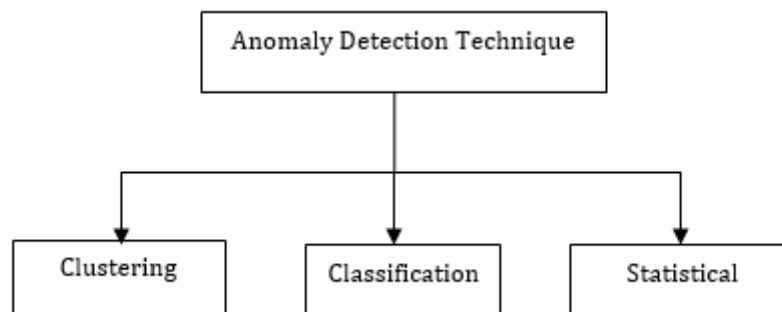 Anomaly Detection Technique
Clustering
Classification
Statistical